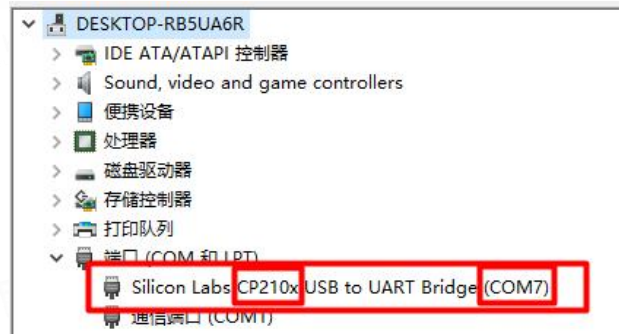 DESKTOP-RB5UA6R
IDE ATA/ATAPI 控制器
Sound, video and game controllers
便携设备
处理器
磁盘驱动器
存储控制器
打印队列
端口 (COM 和 LPT)
Silicon Labs CP210x USB to UART Bridge (COM7)
通信端口 (COM1)